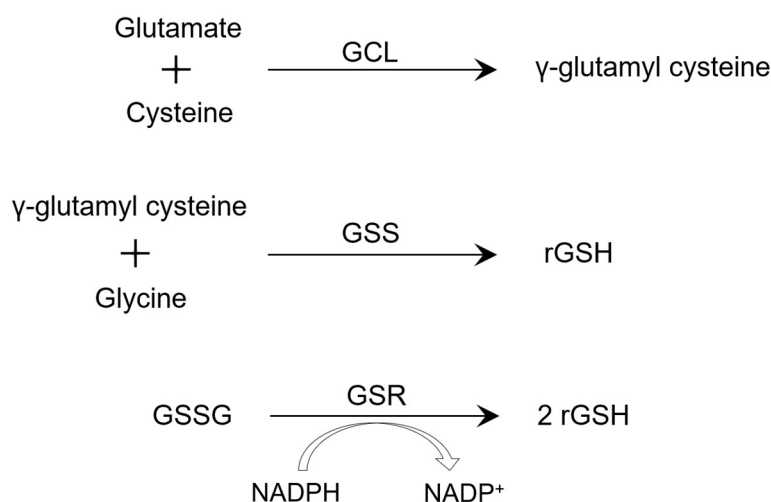 Glutamate
+
Cysteine
GCL
γ-glutamyl cysteine
γ-glutamyl cysteine
+
Glycine
GSS
rGSH
GSSG
GSR
2 rGSH
NADPH
NADP⁺